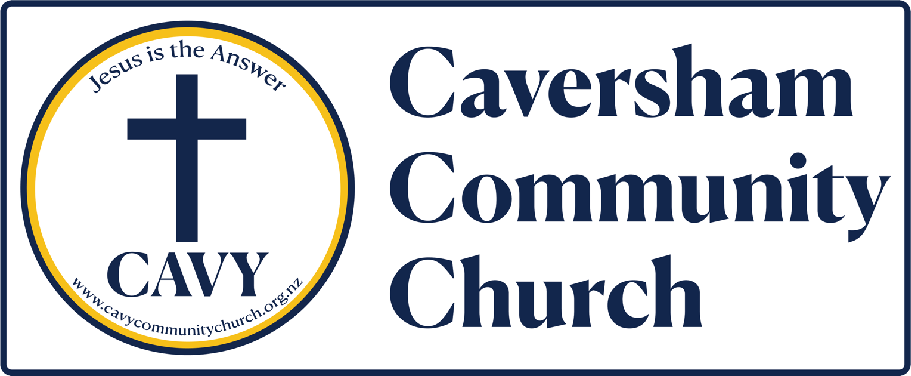 Jesus is the Answer
CAVY
www.cavycommunitychurch.org.nz
Caversham
Community
Church